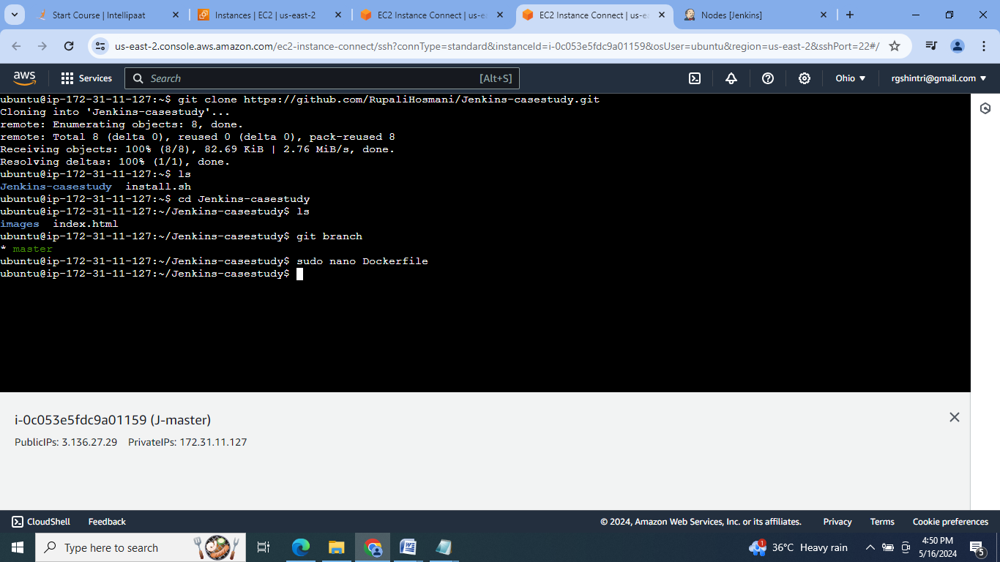 Start Course | Intellipaat
Instances | EC2 | us-east-2
EC2 Instance Connect | us-ea
EC2 Instance Connect | us-ea
Nodes [Jenkins]
us-east-2.console.aws.amazon.com/ec2-instance-connect/ssh?connType=standard&instanceId=i-0c053e5fdc9a01159&osUser=ubuntu&region=us-east-2&sshPort=22#/
aws Services Search [Alt+S] Ohio rgshintri@gmail.com
ubuntu@ip-172-31-11-127:~$ git clone https://github.com/RupaliHosmani/Jenkins-casestudy.git
Cloning into 'Jenkins-casestudy'...
remote: Enumerating objects: 8, done.
remote: Total 8 (delta 0), reused 0 (delta 0), pack-reused 8
Receiving objects: 100% (8/8), 82.69 KiB | 2.76 MiB/s, done.
Resolving deltas: 100% (1/1), done.
ubuntu@ip-172-31-11-127:~$ ls
Jenkins-casestudy  install.sh
ubuntu@ip-172-31-11-127:~$ cd Jenkins-casestudy
ubuntu@ip-172-31-11-127:~/Jenkins-casestudy$ ls
images  index.html
ubuntu@ip-172-31-11-127:~/Jenkins-casestudy$ git branch
* master
ubuntu@ip-172-31-11-127:~/Jenkins-casestudy$ sudo nano Dockerfile
ubuntu@ip-172-31-11-127:~/Jenkins-casestudy$
i-0c053e5fdc9a01159 (J-master)
PublicIPs: 3.136.27.29 PrivateIPs: 172.31.11.127
CloudShell Feedback © 2024, Amazon Web Services, Inc. or its affiliates. Privacy Terms Cookie preferences
Type here to search
1
36°C Heavy rain
4:50 PM
5/16/2024
5